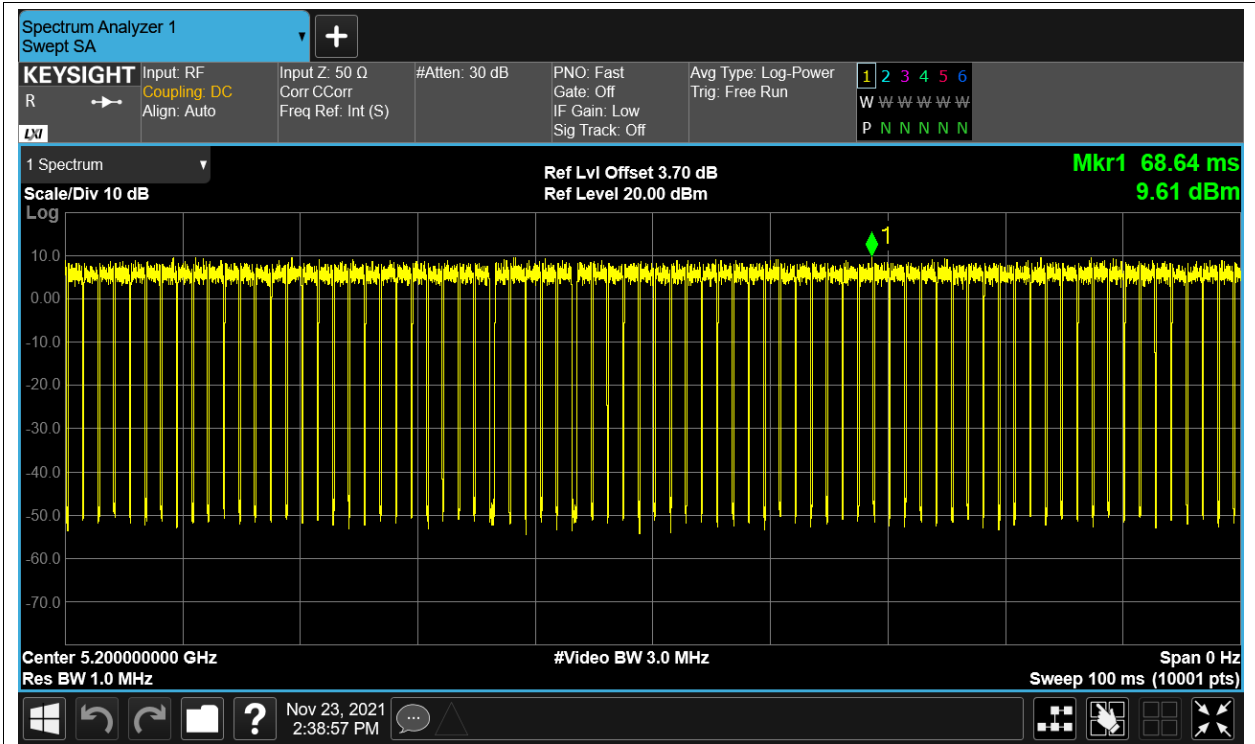 Spectrum Analyzer 1
Swept SA
KEYSIGHT
R
LXI
Input: RF
Coupling: DC
Align: Auto
Input Z: 50 Ω
Corr CCorr
Freq Ref: Int (S)
#Atten: 30 dB
PNO: Fast
Gate: Off
IF Gain: Low
Sig Track: Off
Avg Type: Log-Power
Trig: Free Run
1 2 3 4 5 6
W W W W W W
P N N N N N
1 Spectrum
Scale/Div 10 dB
Log
Ref Lvl Offset 3.70 dB
Ref Level 20.00 dBm
Mkr1 68.64 ms
9.61 dBm
1
10.0
0.00
-10.0
-20.0
-30.0
-40.0
-50.0
-60.0
-70.0
Center 5.200000000 GHz
Res BW 1.0 MHz
#Video BW 3.0 MHz
Span 0 Hz
Sweep 100 ms (10001 pts)
?
Nov 23, 2021
2:38:57 PM